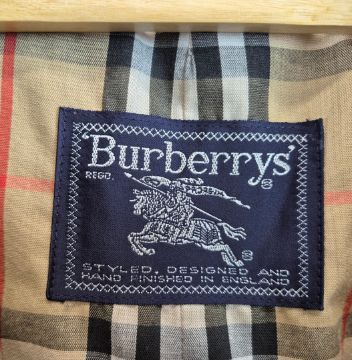 'Burberrys'
REGD.
®
®
STYLED, DESIGNED AND
HAND FINISHED IN ENGLAND